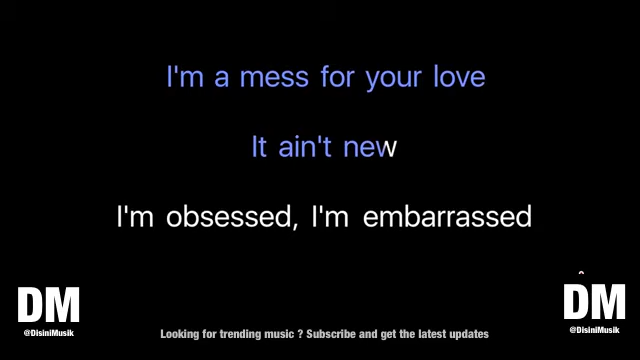 I'm a mess for your love
It ain't new
I'm obsessed, I'm embarrassed
DM
@DisiniMusik
DM
@DisiniMusik
Looking for trending music ? Subscribe and get the latest updates